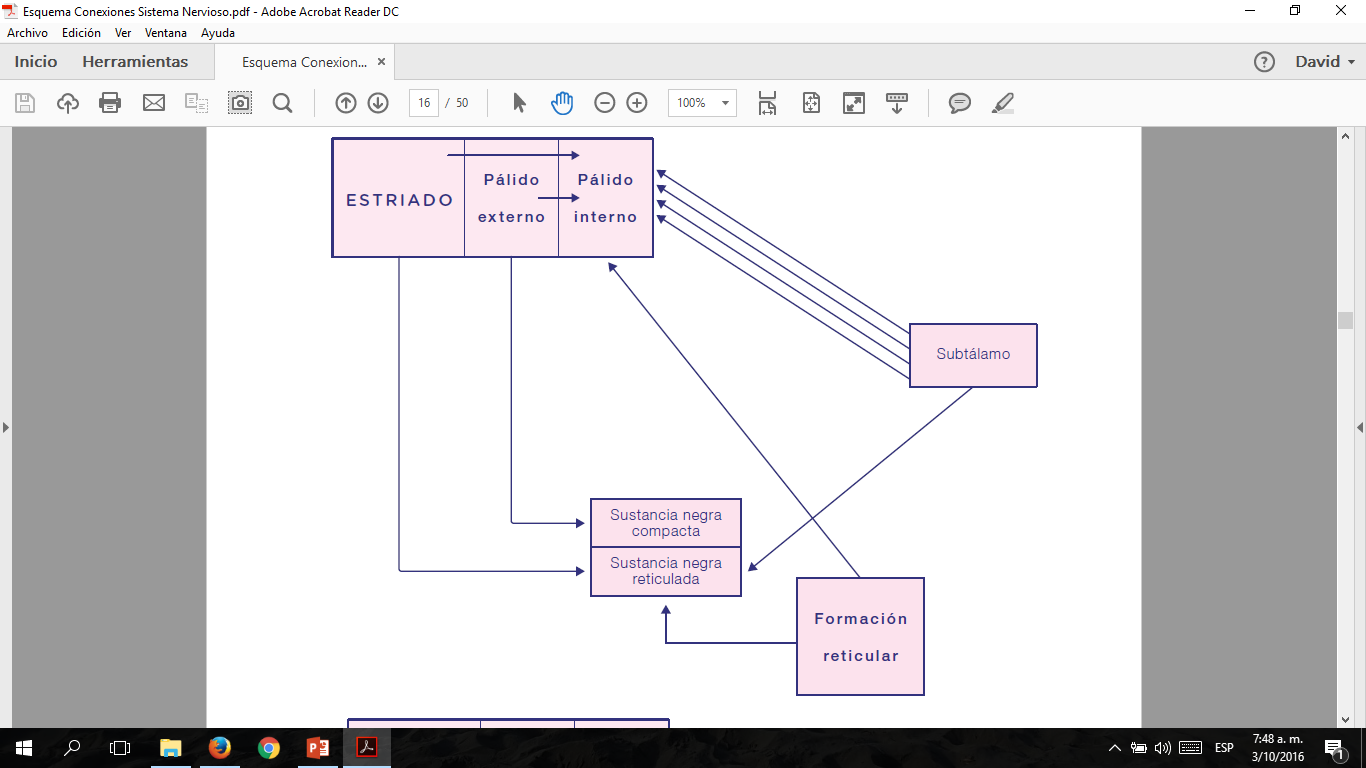 Esquema Conexiones Sistema Nervioso.pdf - Adobe Acrobat Reader DC
Archivo Edición Ver Ventana Ayuda
Inicio Herramientas Esquema Conexion... David
16 / 50 100%
ESTRIADO
Pálido
externo
Pálido
interno
Subtálamo
Sustancia negra
compacta
Sustancia negra
reticulada
Formación
reticular
ESP
7:48 a. m.
3/10/2016
1